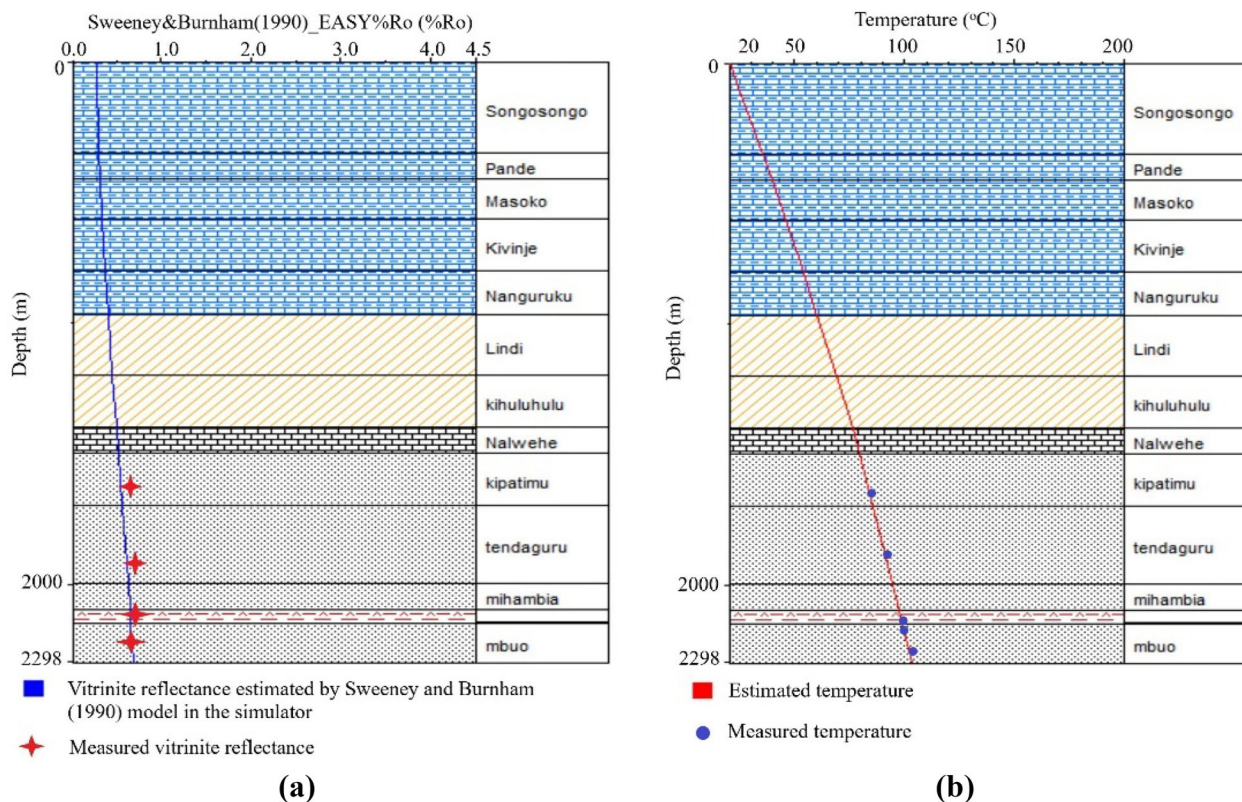 Sweeney&Burnham(1990)_EASY%Ro (%Ro)
0.0 1.0 2.0 3.0 4.0 4.5
0
Songosongo
Pande
Masoko
Kivinje
Nanguruku
Lindi
kihuluhulu
Nalwehe
kipatimu
tendaguru
2000
mihambia
mbuo
2298
Depth (m)
Vitrinite reflectance estimated by Sweeney and Burnham
(1990) model in the simulator
Measured vitrinite reflectance
(a)
Temperature (°C)
20 50 100 150 200
0
Songosongo
Pande
Masoko
Kivinje
Nanguruku
Lindi
kihuluhulu
Nalwehe
kipatimu
tendaguru
2000
mihambia
mbuo
2298
Depth (m)
Estimated temperature
Measured temperature
(b)